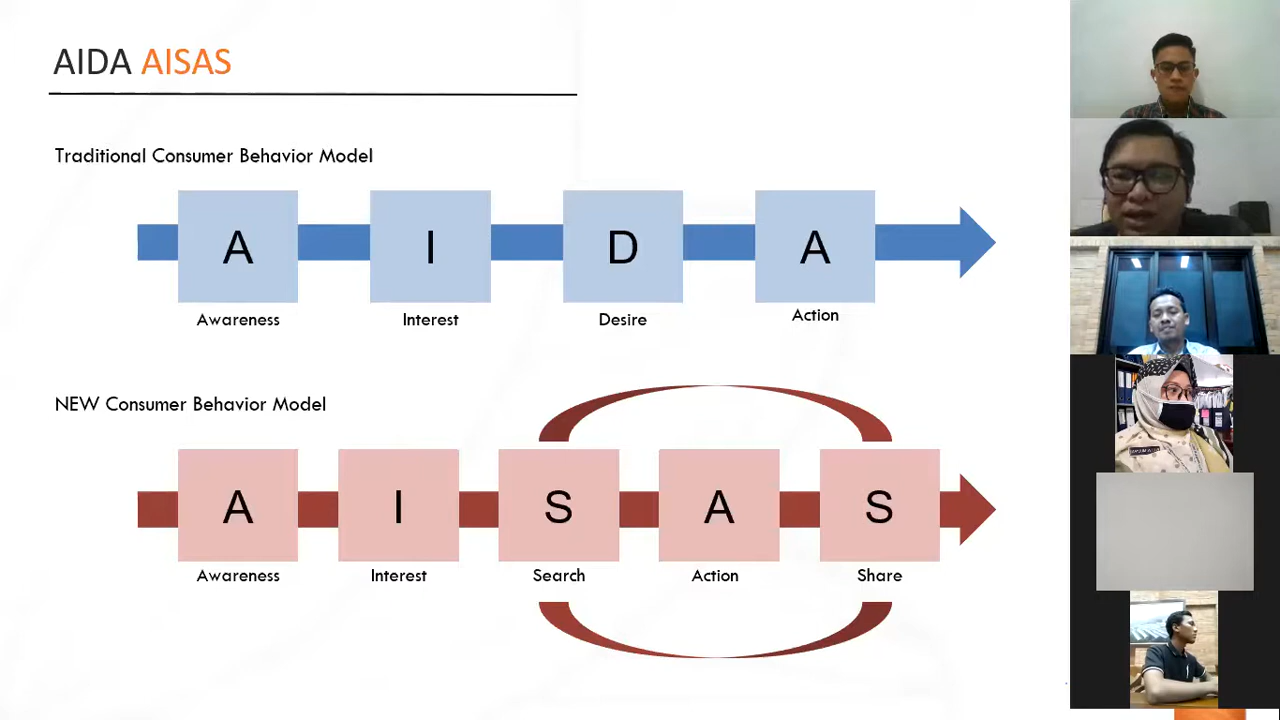 AIDA AISAS
Traditional Consumer Behavior Model
A I D A
Awareness Interest Desire Action
NEW Consumer Behavior Model
A I S A S
Awareness Interest Search Action Share